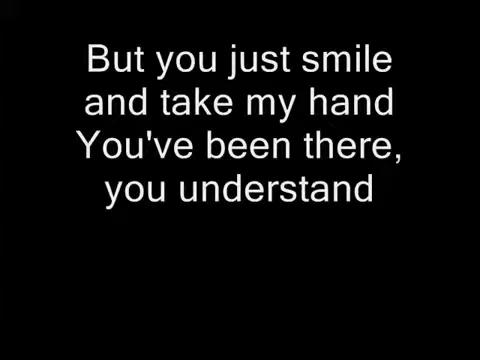 But you just smile
and take my hand
You've been there,
you understand